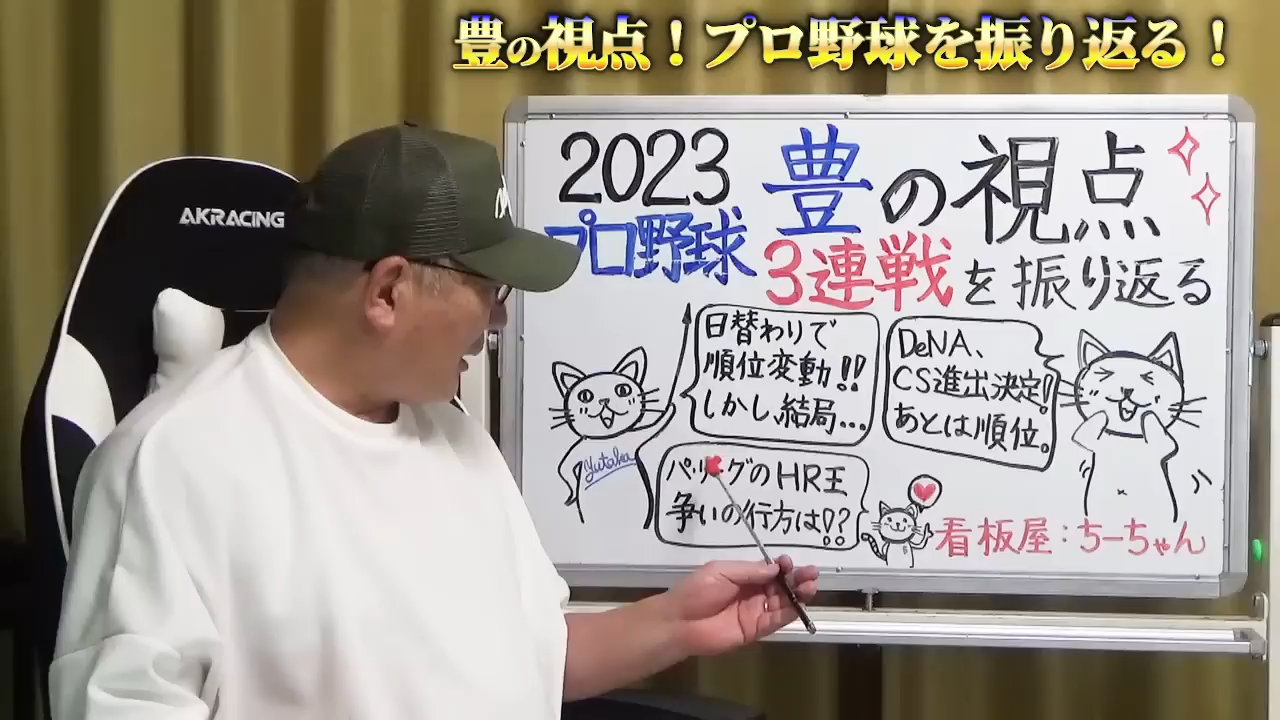 豊の視点！プロ野球を振り返る！
AKRACING
2023 豊の視点
プロ野球 3連戦を振り返る
日替わりで
順位変動!!
しかし、結局...
DeNA、
CS進出決定!
あとは順位。
yutaka
パ・リーグのHR王
争いの行方は!?
看板屋:ちーちゃん